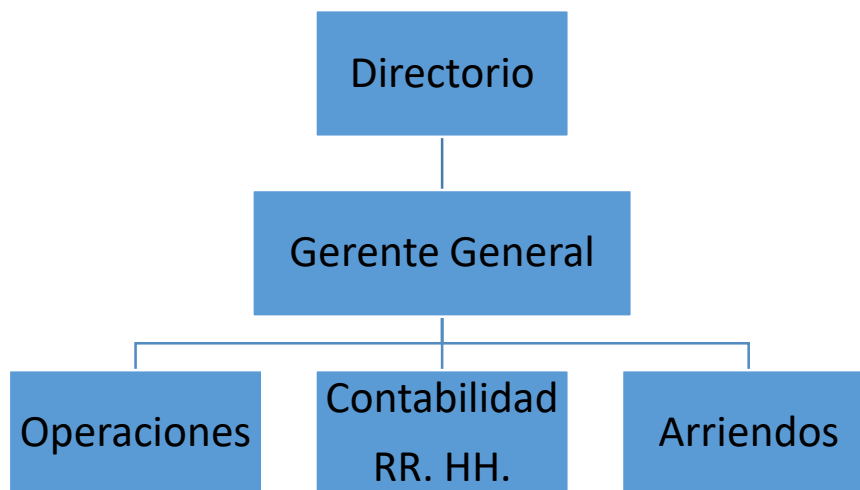 Directorio
Gerente General
Operaciones
Contabilidad
RR. HH.
Arriendos